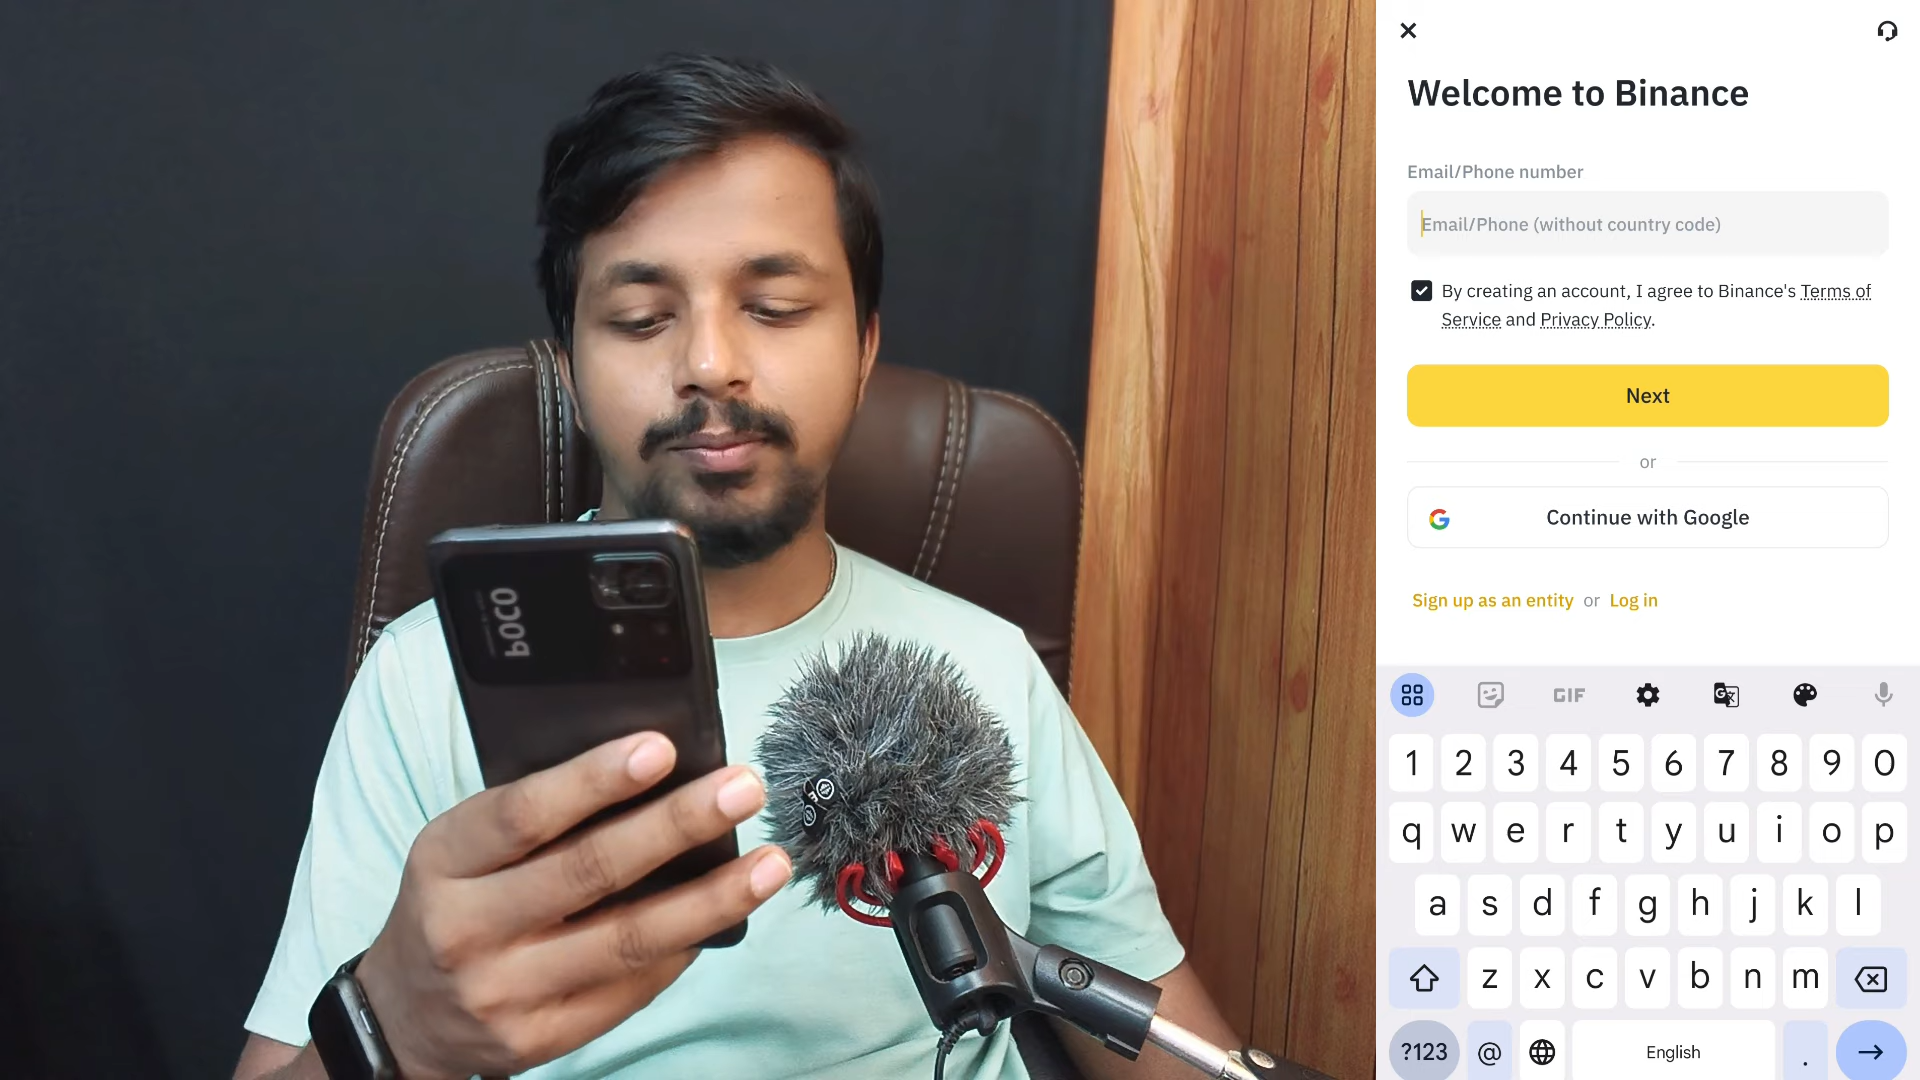 poco
Welcome to Binance
Email/Phone number
Email/Phone (without country code)
By creating an account, I agree to Binance's Terms of
Service and Privacy Policy.
Next
or
Continue with Google
Sign up as an entity or Log in
GIF
1 2 3 4 5 6 7 8 9 0
q w e r t y u i o p
a s d f g h j k l
z x c v b n m
?123 @ English .